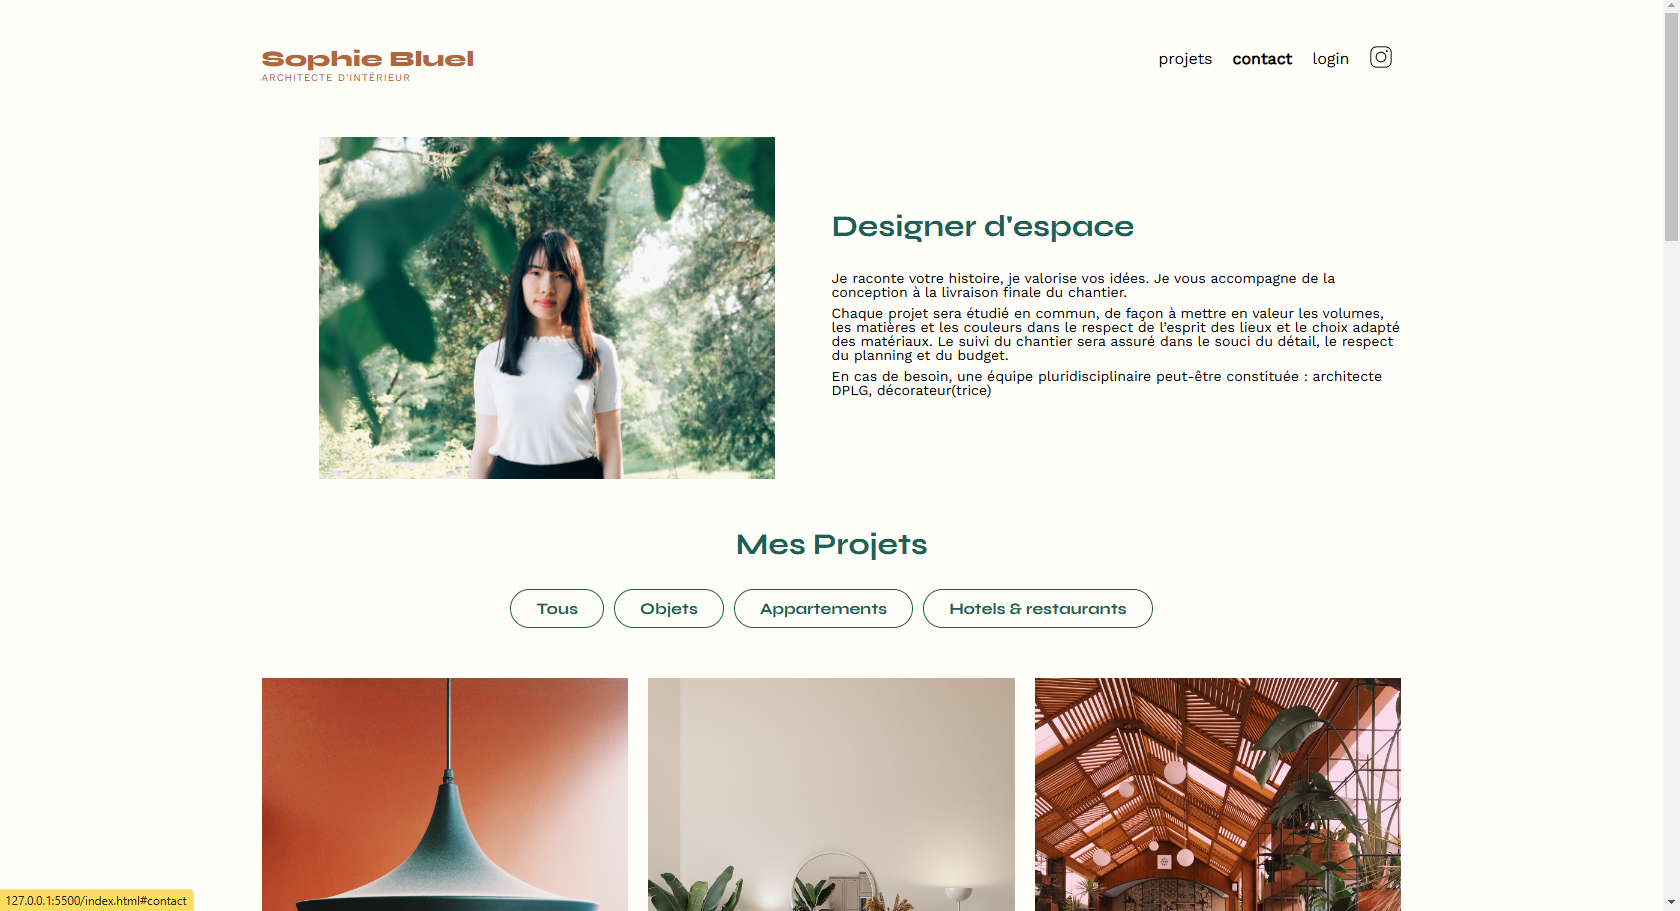 Sophie Bluel
ARCHITECTE D'INTÉRIEUR
projets contact login
Designer d'espace
Je raconte votre histoire, je valorise vos idées. Je vous accompagne de la
conception à la livraison finale du chantier.
Chaque projet sera étudié en commun, de façon à mettre en valeur les volumes,
les matières et les couleurs dans le respect de l’esprit des lieux et le choix adapté
des matériaux. Le suivi du chantier sera assuré dans le souci du détail, le respect
du planning et du budget.
En cas de besoin, une équipe pluridisciplinaire peut-être constituée : architecte
DPLG, décorateur(trice)
Mes Projets
Tous Objets Appartements Hotels & restaurants
127.0.0.1:5500/index.html#contact